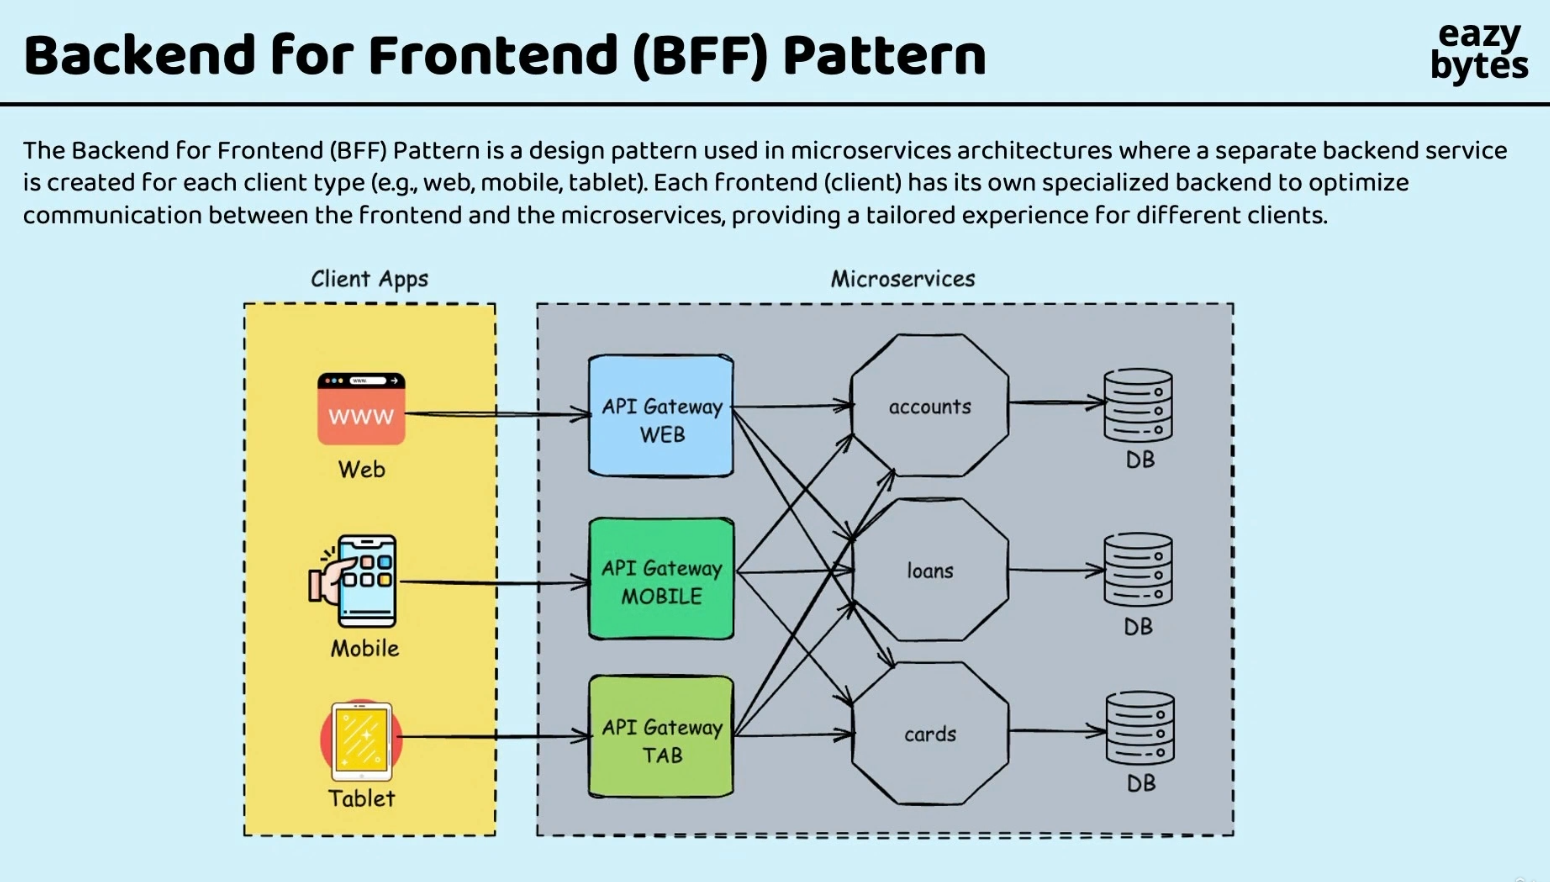 Backend for Frontend (BFF) Pattern
eazy
bytes
The Backend for Frontend (BFF) Pattern is a design pattern used in microservices architectures where a separate backend service
is created for each client type (e.g., web, mobile, tablet). Each frontend (client) has its own specialized backend to optimize
communication between the frontend and the microservices, providing a tailored experience for different clients.
Client Apps
Microservices
www
www
Web
API Gateway
WEB
accounts
DB
Mobile
API Gateway
MOBILE
loans
DB
Tablet
API Gateway
TAB
cards
DB